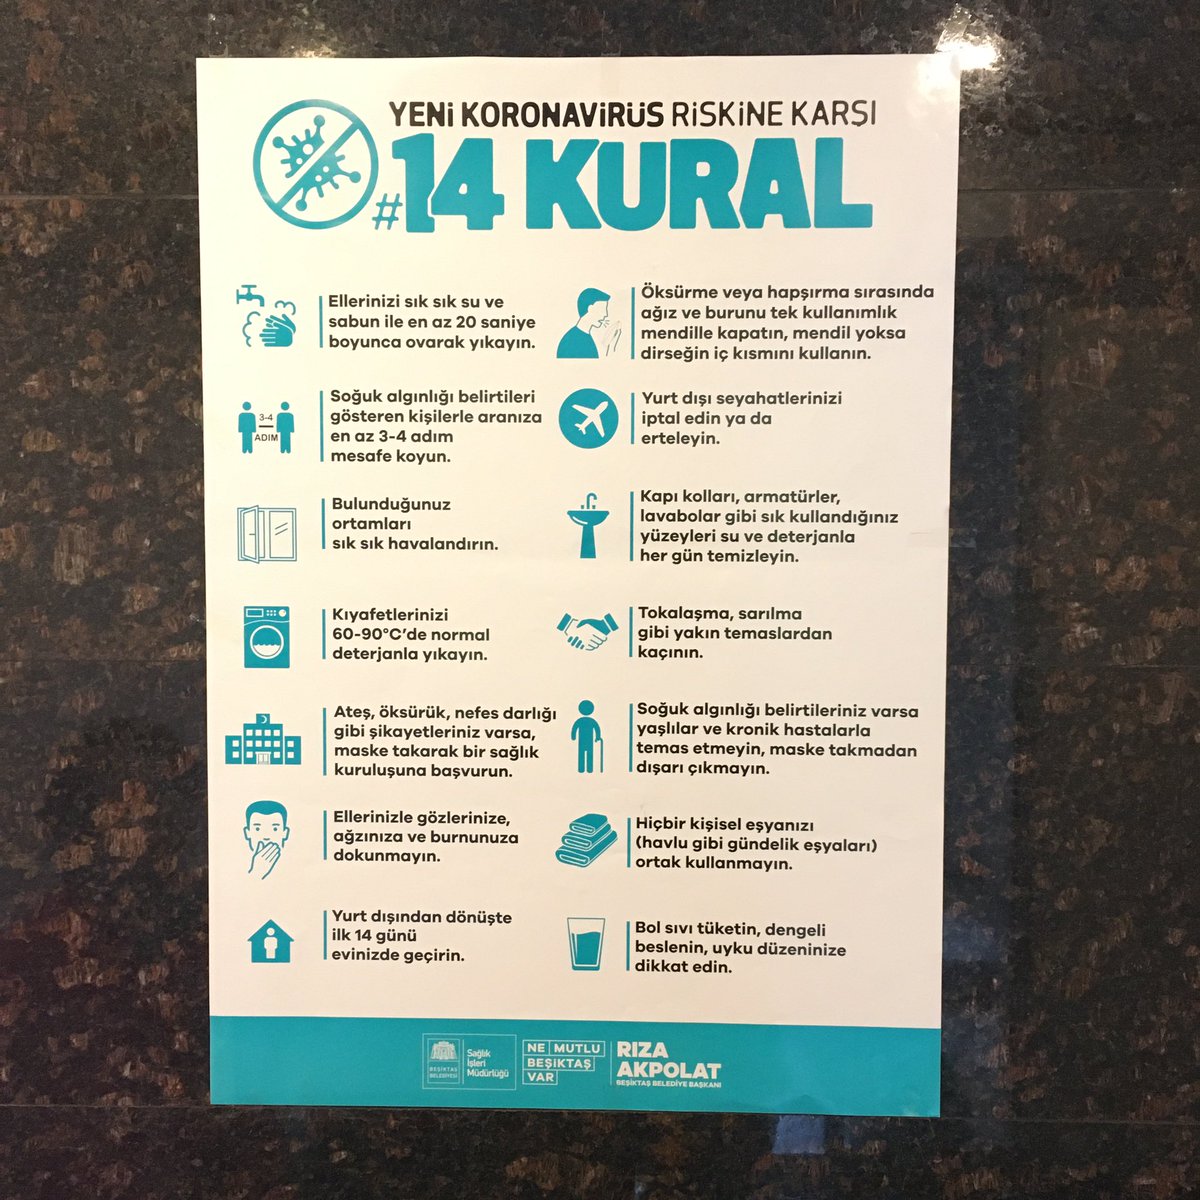 YENİ KORONAVİRÜS RİSKİNE KARŞI
#14 KURAL
Ellerinizi sık sık su ve
sabun ile en az 20 saniye
boyunca ovarak yıkayın.
Öksürme veya hapşırma sırasında
ağız ve burunu tek kullanımlık
mendille kapatın, mendil yoksa
dirseğin iç kısmını kullanın.
3-4
ADIM
Soğuk algınlığı belirtileri
gösteren kişilerle aranıza
en az 3-4 adım
mesafe koyun.
Yurt dışı seyahatlerinizi
iptal edin ya da
erteleyin.
Bulunduğunuz
ortamları
sık sık havalandırın.
Kapı kolları, armatürler,
lavabolar gibi sık kullandığınız
yüzeyleri su ve deterjanla
her gün temizleyin.
Kıyafetlerinizi
60-90°C’de normal
deterjanla yıkayın.
Tokalaşma, sarılma
gibi yakın temaslardan
kaçının.
Ateş, öksürük, nefes darlığı
gibi şikayetleriniz varsa,
maske takarak bir sağlık
kuruluşuna başvurun.
Soğuk algınlığı belirtileriniz varsa
yaşlılar ve kronik hastalarla
temas etmeyin, maske takmadan
dışarı çıkmayın.
Ellerinizle gözlerinize,
ağzınıza ve burnunuza
dokunmayın.
Hiçbir kişisel eşyanızı
(havlu gibi gündelik eşyaları)
ortak kullanmayın.
Yurt dışından dönüşte
ilk 14 günü
evinizde geçirin.
Bol sıvı tüketin, dengeli
beslenin, uyku düzeninize
dikkat edin.
BEŞİKTAŞ
BELEDİYESİ
Sağlık
İşleri
Müdürlüğü
NE MUTLU
BEŞİKTAŞ
VAR
RIZA
AKPOLAT
BEŞİKTAŞ BELEDİYE BAŞKANI